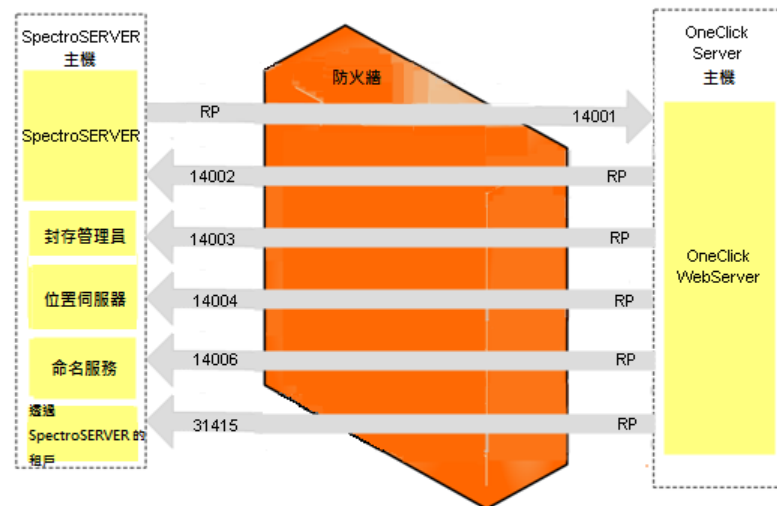 SpectroSERVER
主機
SpectroSERVER
封存管理員
位置伺服器
命名服務
透過
SpectroSERVER 的
租戶
防火牆
RP
14001
14002
RP
14003
RP
14004
RP
14006
RP
31415
RP
OneClick
Server
主機
OneClick
WebServer